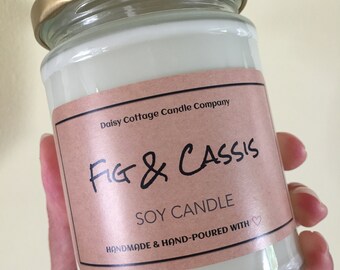 Daisy Cottage Candle Company
FIG & CASSIS
SOY CANDLE
HANDMADE & HAND-POURED WITH ♡